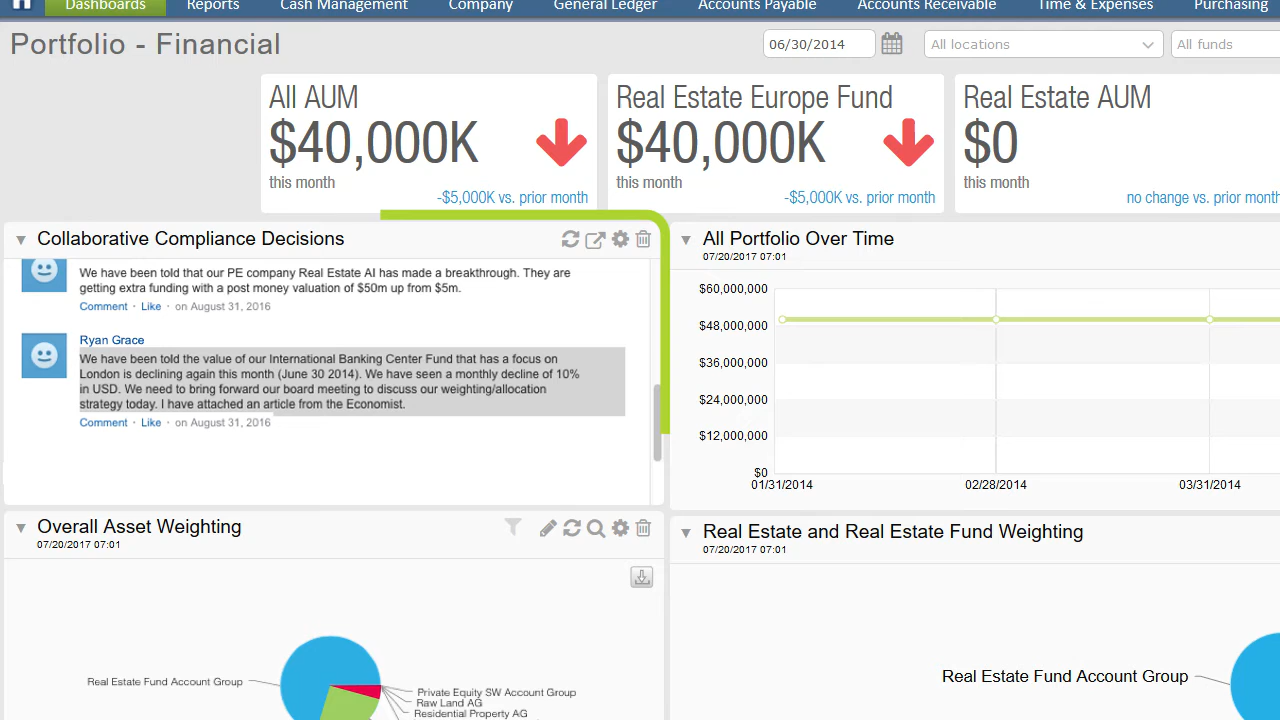 Dashboards Reports Cash Management Company General Ledger Accounts Payable Accounts Receivable Time & Expenses Purchasing
Portfolio - Financial
06/30/2014 All locations All funds
All AUM
$40,000K
this month
-$5,000K vs. prior month
Real Estate Europe Fund
$40,000K
this month
-$5,000K vs. prior month
Real Estate AUM
$0
this month
no change vs. prior month
Collaborative Compliance Decisions
We have been told that our PE company Real Estate AI has made a breakthrough. They are
getting extra funding with a post money valuation of $50m up from $5m.
Comment · Like · on August 31, 2016
Ryan Grace
We have been told the value of our International Banking Center Fund that has a focus on
London is declining again this month (June 30 2014). We have seen a monthly decline of 10%
in USD. We need to bring forward our board meeting to discuss our weighting/allocation
strategy today. I have attached an article from the Economist.
Comment · Like · on August 31, 2016
All Portfolio Over Time
07/20/2017 07:01
$60,000,000
$48,000,000
$36,000,000
$24,000,000
$12,000,000
$0
01/31/2014 02/28/2014 03/31/2014
Overall Asset Weighting
07/20/2017 07:01
Real Estate Fund Account Group
Private Equity SW Account Group
Raw Land AG
Residential Property AG
Real Estate and Real Estate Fund Weighting
07/20/2017 07:01
Real Estate Fund Account Group